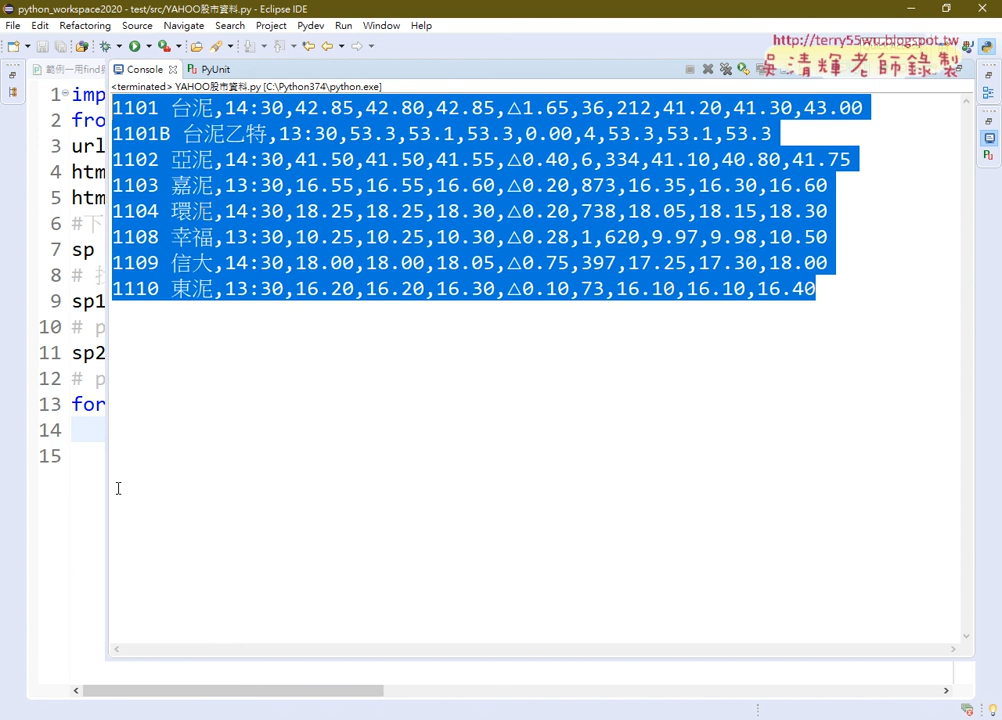 python_workspace2020 - test/src/YAHOO股市資料.py - Eclipse IDE
File Edit Refactoring Source Navigate Search Project Pydev Run Window Help
http://terry55wu.blogspot.tw
吳清輝老師錄製
範例一用find
Console
PyUnit
<terminated> YAHOO股市資料.py [C:\Python374\python.exe]
1 imp
2 fro
3 url
4 htm
5 htm
6 #下
7 sp
8 # 找
9 sp1
10 # p
11 sp2
12 # p
13 for
14
15
1101 台泥,14:30,42.85,42.80,42.85,△1.65,36,212,41.20,41.30,43.00
1101B 台泥乙特,13:30,53.3,53.1,53.3,0.00,4,53.3,53.1,53.3
1102 亞泥,14:30,41.50,41.50,41.55,△0.40,6,334,41.10,40.80,41.75
1103 嘉泥,13:30,16.55,16.55,16.60,△0.20,873,16.35,16.30,16.60
1104 環泥,14:30,18.25,18.25,18.30,△0.20,738,18.05,18.15,18.30
1108 幸福,13:30,10.25,10.25,10.30,△0.28,1,620,9.97,9.98,10.50
1109 信大,14:30,18.00,18.00,18.05,△0.75,397,17.25,17.30,18.00
1110 東泥,13:30,16.20,16.20,16.30,△0.10,73,16.10,16.10,16.40